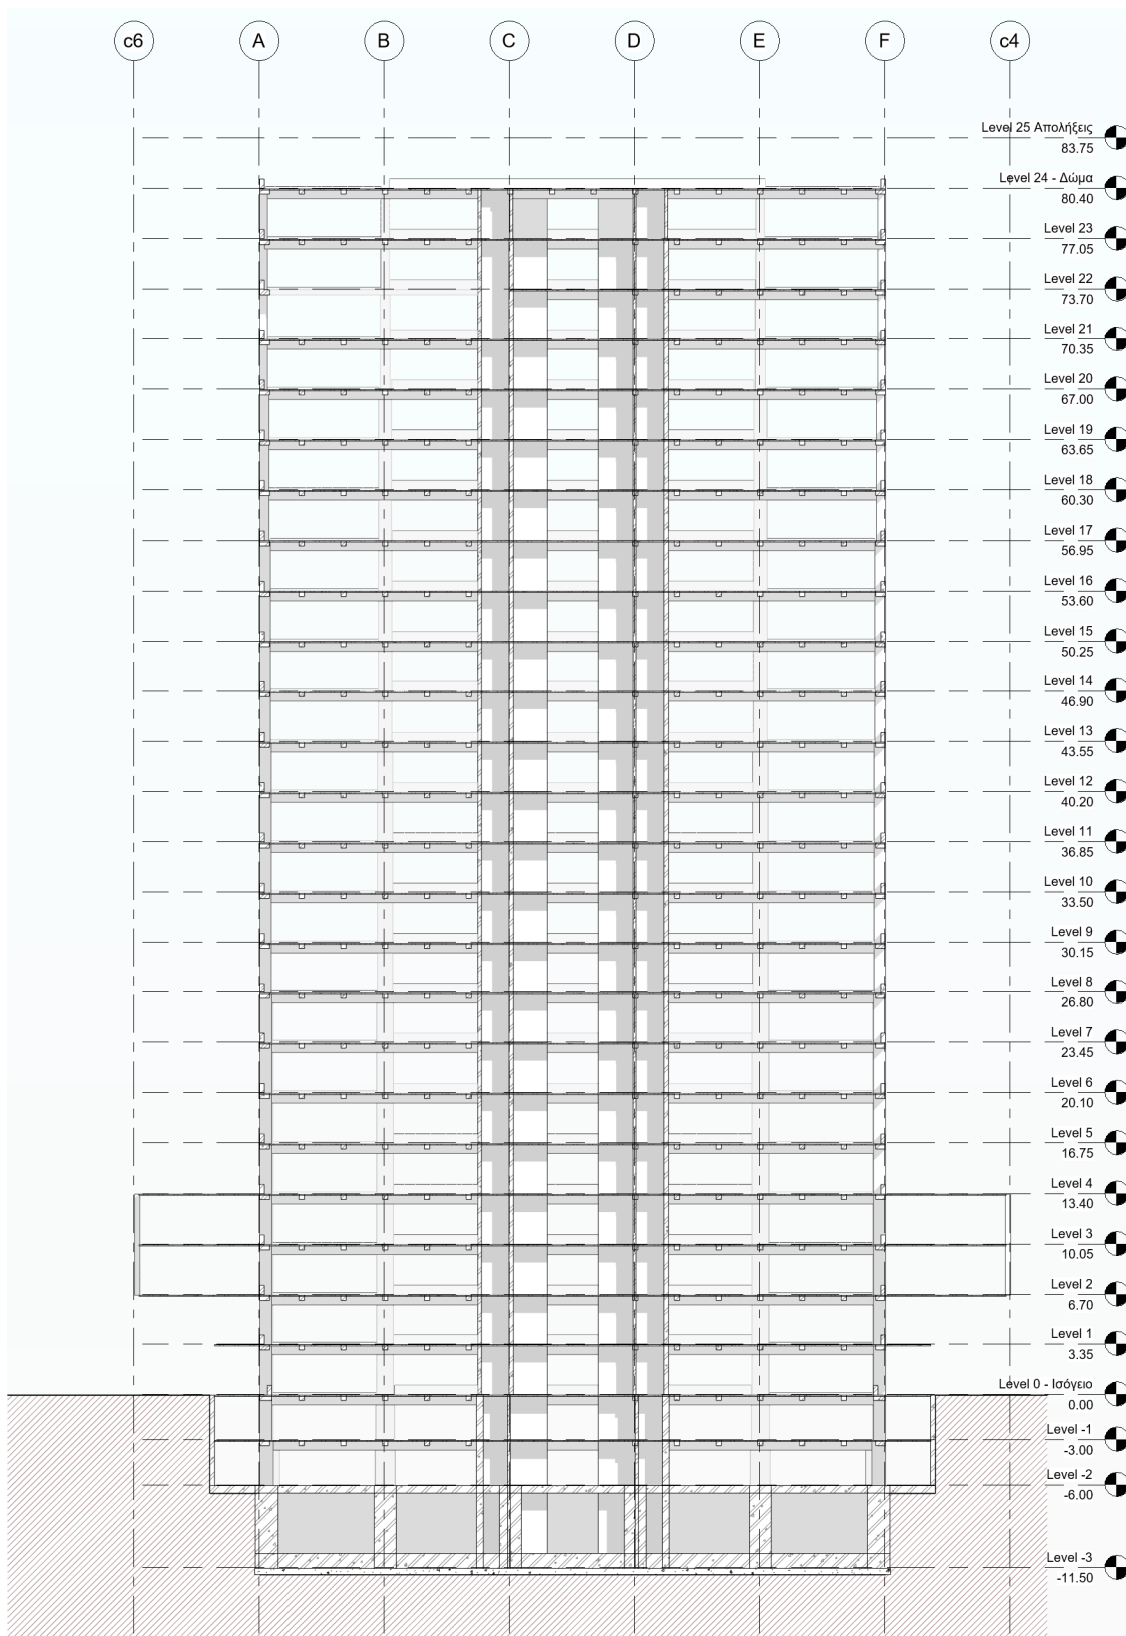 c6 A B C D E F c4
Level 25 Απολήξεις
83.75
Level 24 - Δώμα
80.40
Level 23
77.05
Level 22
73.70
Level 21
70.35
Level 20
67.00
Level 19
63.65
Level 18
60.30
Level 17
56.95
Level 16
53.60
Level 15
50.25
Level 14
46.90
Level 13
43.55
Level 12
40.20
Level 11
36.85
Level 10
33.50
Level 9
30.15
Level 8
26.80
Level 7
23.45
Level 6
20.10
Level 5
16.75
Level 4
13.40
Level 3
10.05
Level 2
6.70
Level 1
3.35
Level 0 - Ισόγειο
0.00
Level -1
-3.00
Level -2
-6.00
Level -3
-11.50